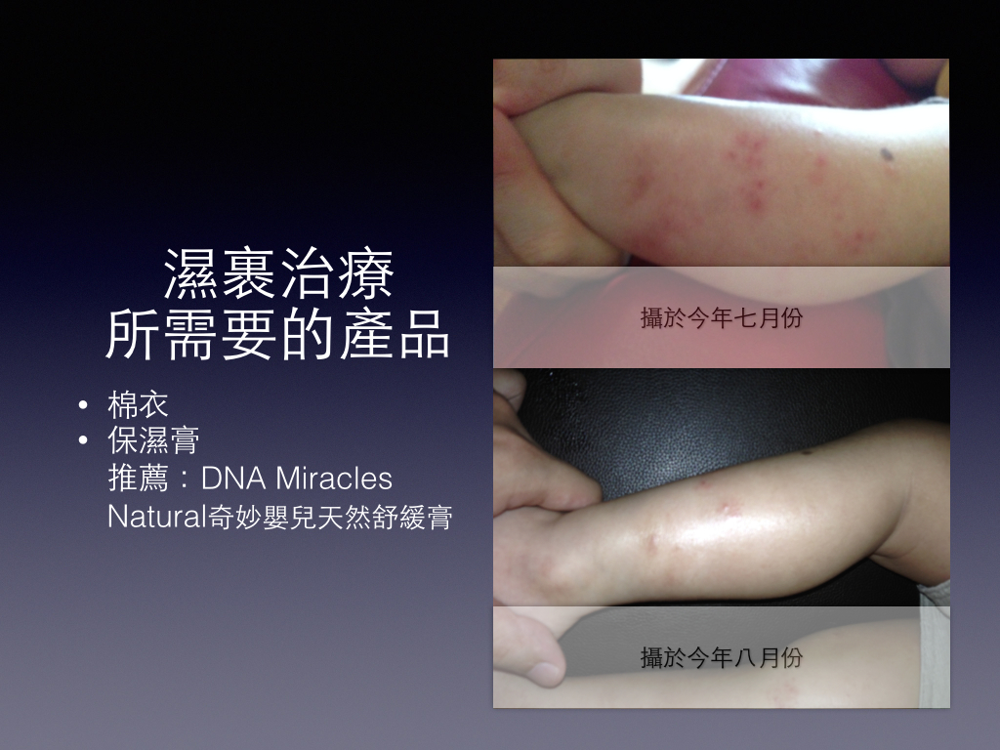 濕裹治療
所需要的產品
• 棉衣
• 保濕膏
推薦：DNA Miracles
Natural奇妙嬰兒天然舒緩膏
攝於今年七月份
攝於今年八月份